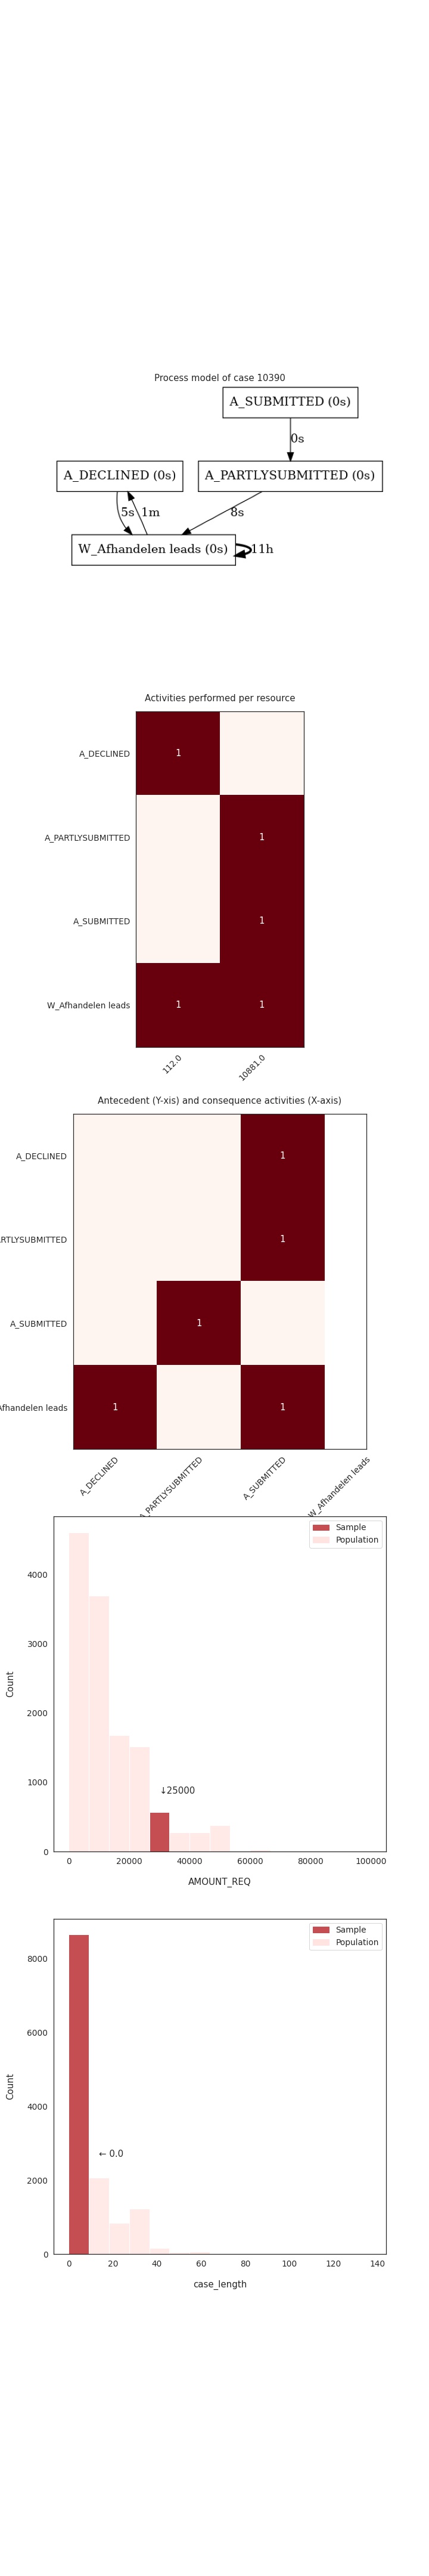 Process model of case 10390
A_SUBMITTED (0s)
0s
A_DECLINED (0s)
A_PARTLYSUBMITTED (0s)
5s
1m
8s
W_Afhandelen leads (0s)
11h
Activities performed per resource
A_DECLINED
1
A_PARTLYSUBMITTED
1
A_SUBMITTED
1
W_Afhandelen leads
1
1
112.0
10881.0
Antecedent (Y-xis) and consequence activities (X-axis)
A_DECLINED
1
RTLYSUBMITTED
1
A_SUBMITTED
1
Afhandelen leads
1
1
A_DECLINED
A_PARTLYSUBMITTED
A_SUBMITTED
W_Afhandelen leads
Sample
Population
4000
3000
2000
1000
0
Count
↓25000
0
20000
40000
60000
80000
100000
AMOUNT_REQ
Sample
Population
8000
6000
4000
2000
0
Count
← 0.0
0
20
40
60
80
100
120
140
case_length